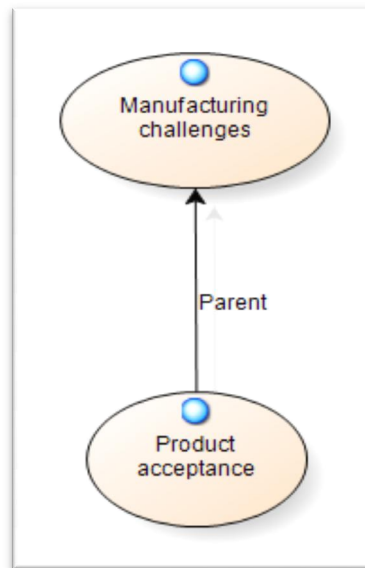 Manufacturing
challenges
Parent
Product
acceptance